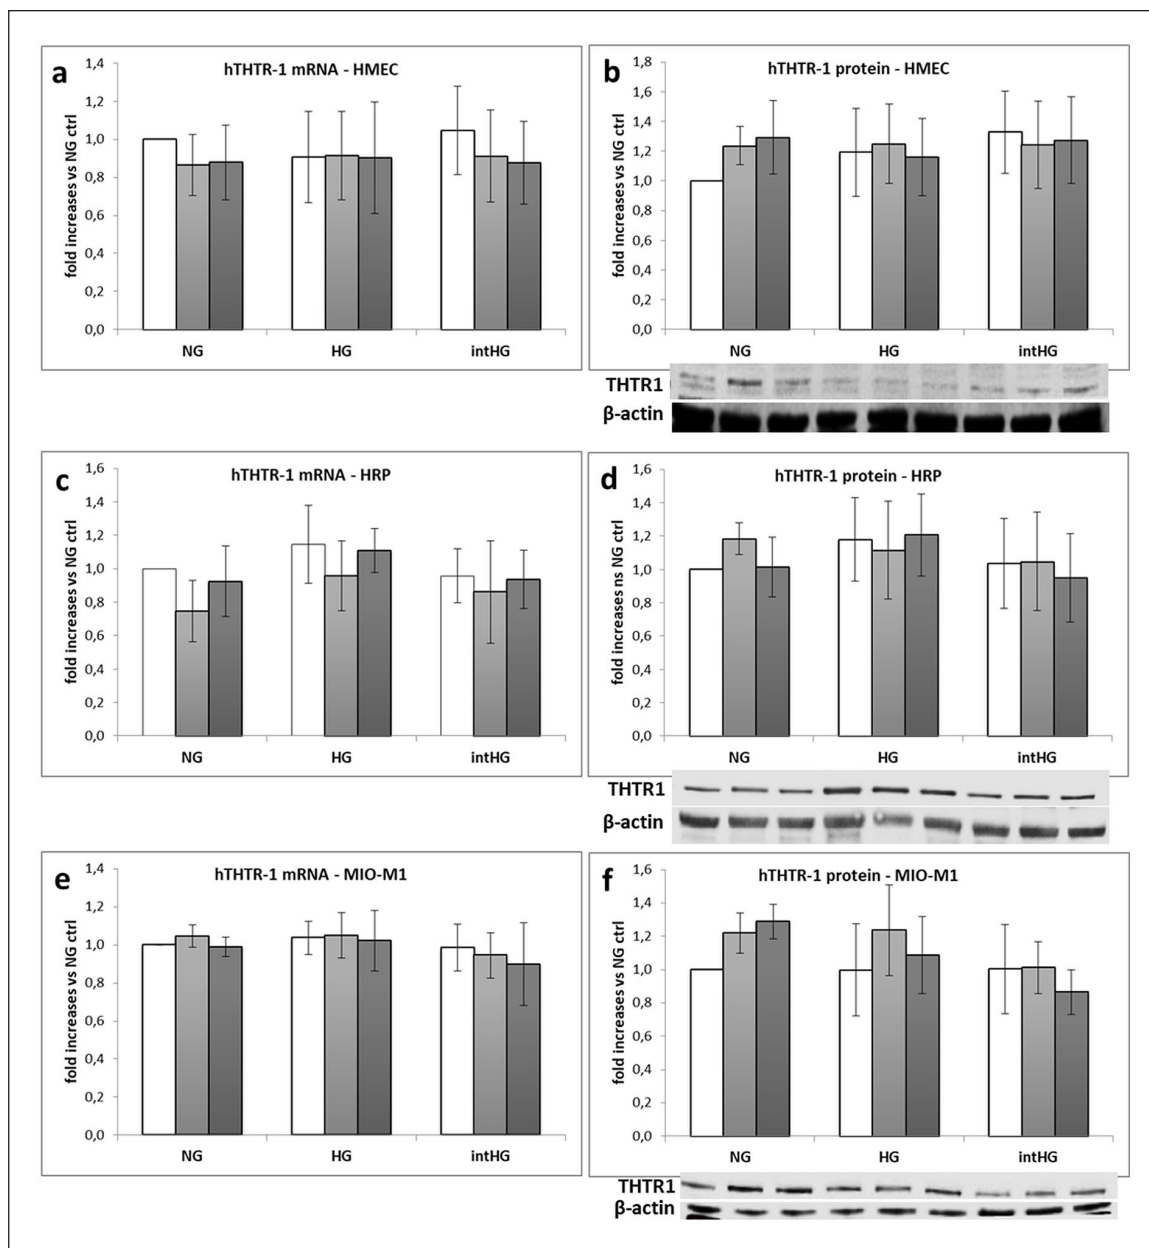 a
hTHTR-1 mRNA - HMEC
fold increases vs NG ctrl
1,4
1,2
1,0
0,8
0,6
0,4
0,2
0,0
NG HG intHG
b
hTHTR-1 protein - HMEC
fold increases vs NG ctrl
1,8
1,6
1,4
1,2
1,0
0,8
0,6
0,4
0,2
0,0
NG HG intHG
THTR1
β-actin
c
hTHTR-1 mRNA - HRP
fold increases vs NG ctrl
1,6
1,4
1,2
1,0
0,8
0,6
0,4
0,2
0,0
NG HG intHG
d
hTHTR-1 protein - HRP
fold increases ns NG ctrl
1,6
1,4
1,2
1,0
0,8
0,6
0,4
0,2
0,0
NG HG intHG
THTR1
β-actin
e
hTHTR-1 mRNA - MIO-M1
fold increases vs NG ctrl
1,4
1,2
1,0
0,8
0,6
0,4
0,2
0,0
NG HG intHG
f
hTHTR-1 protein - MIO-M1
fold increases vs NG ctrl
1,6
1,4
1,2
1,0
0,8
0,6
0,4
0,2
0,0
NG HG intHG
THTR1
β-actin